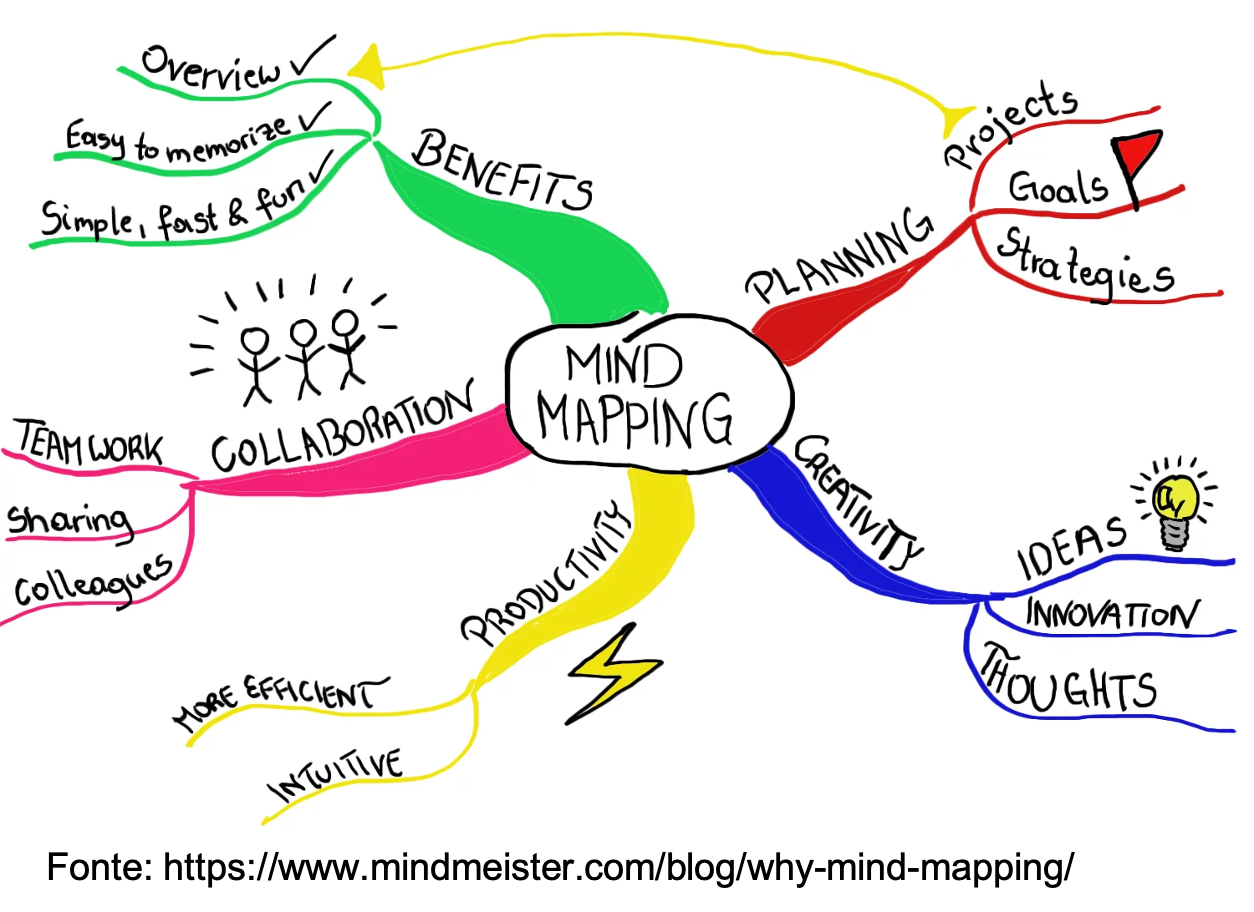 Overview
Easy to memorize
Simple, fast & fun
BENEFITS
Projects
Goals
Strategies
PLANNING
MIND
MAPPING
COLLABORATION
TEAMWORK
Sharing
Colleagues
CREATIVITY
IDEAS
INNOVATION
THOUGHTS
PRODUCTIVITY
MORE EFFICIENT
INTUITIVE
Fonte: https://www.mindmeister.com/blog/why-mind-mapping/